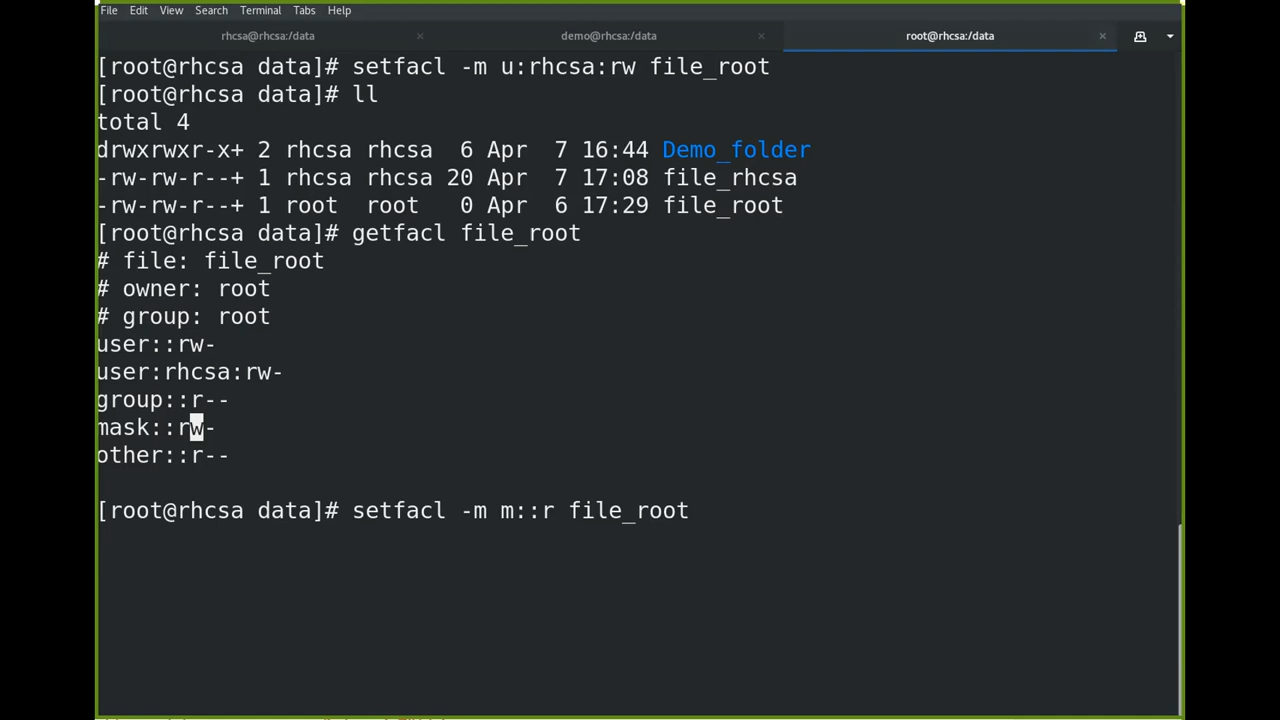 File Edit View Search Terminal Tabs Help
rhcsa@rhcsa:/data × demo@rhcsa:/data × root@rhcsa:/data ×
[root@rhcsa data]# setfacl -m u:rhcsa:rw file_root
[root@rhcsa data]# ll
total 4
drwxrwxr-x+ 2 rhcsa rhcsa  6 Apr  7 16:44 Demo_folder
-rw-rw-r--+ 1 rhcsa rhcsa 20 Apr  7 17:08 file_rhcsa
-rw-rw-r--+ 1 root  root   0 Apr  6 17:29 file_root
[root@rhcsa data]# getfacl file_root
# file: file_root
# owner: root
# group: root
user::rw-
user:rhcsa:rw-
group::r--
mask::rw-
other::r--
[root@rhcsa data]# setfacl -m m::r file_root